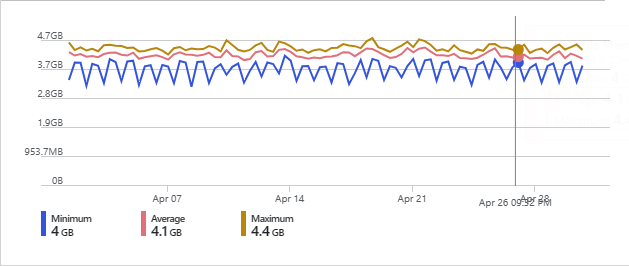 4.7GB
3.7GB
2.8GB
1.9GB
953.7MB
0B
Apr 07
Apr 14
Apr 21
Apr 28
Apr 26 09:32 PM
Minimum
4 GB
Average
4.1 GB
Maximum
4.4 GB